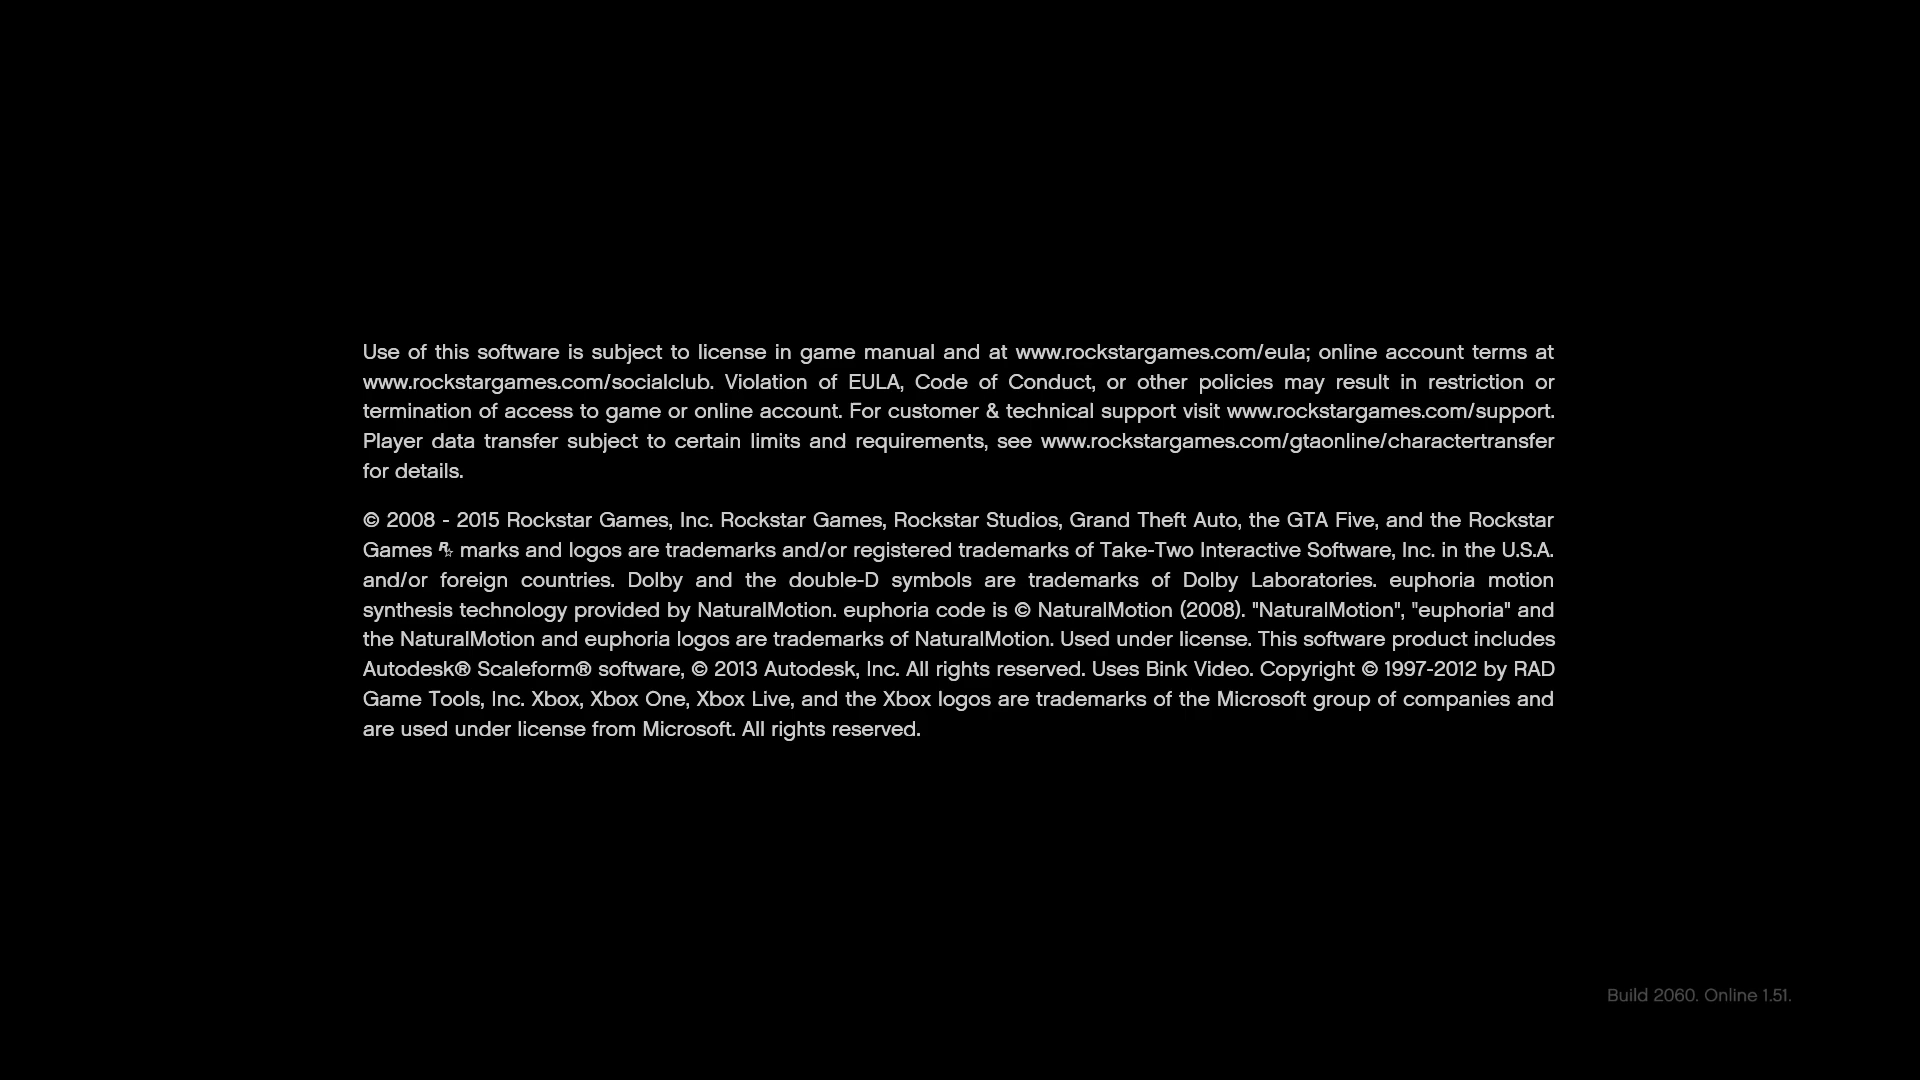 Use of this software is subject to license in game manual and at www.rockstargames.com/eula; online account terms at
www.rockstargames.com/socialclub. Violation of EULA, Code of Conduct, or other policies may result in restriction or
termination of access to game or online account. For customer & technical support visit www.rockstargames.com/support.
Player data transfer subject to certain limits and requirements, see www.rockstargames.com/gtaonline/charactertransfer
for details.
© 2008 - 2015 Rockstar Games, Inc. Rockstar Games, Rockstar Studios, Grand Theft Auto, the GTA Five, and the Rockstar
Games R* marks and logos are trademarks and/or registered trademarks of Take-Two Interactive Software, Inc. in the U.S.A.
and/or foreign countries. Dolby and the double-D symbols are trademarks of Dolby Laboratories. euphoria motion
synthesis technology provided by NaturalMotion. euphoria code is © NaturalMotion (2008). "NaturalMotion", "euphoria" and
the NaturalMotion and euphoria logos are trademarks of NaturalMotion. Used under license. This software product includes
Autodesk® Scaleform® software, © 2013 Autodesk, Inc. All rights reserved. Uses Bink Video. Copyright © 1997-2012 by RAD
Game Tools, Inc. Xbox, Xbox One, Xbox Live, and the Xbox logos are trademarks of the Microsoft group of companies and
are used under license from Microsoft. All rights reserved.
Build 2060. Online 1.51.